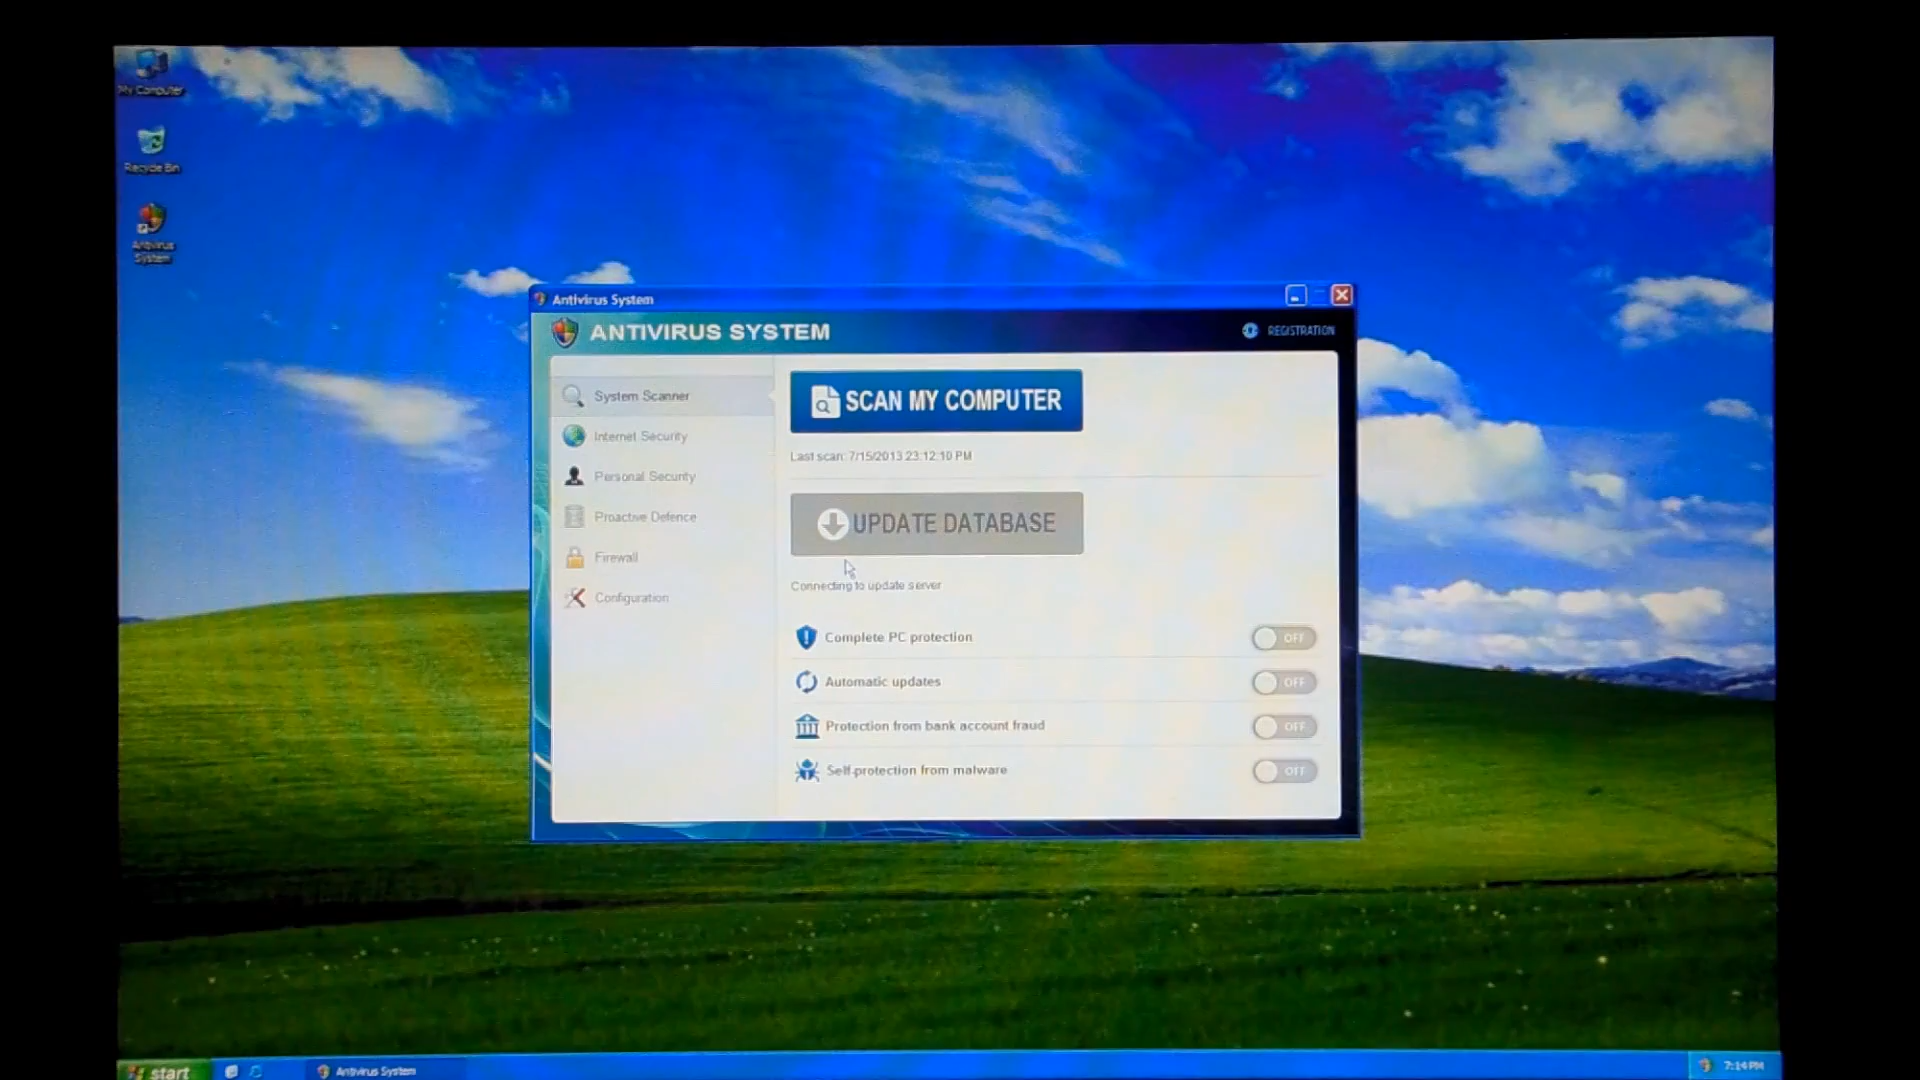 My Computer
Recycle Bin
Antivirus
System
Antivirus System
ANTIVIRUS SYSTEM
REGISTRATION
System Scanner
Internet Security
Personal Security
Proactive Defence
Firewall
Configuration
SCAN MY COMPUTER
Last scan: 7/15/2013 23:12:10 PM
UPDATE DATABASE
Connecting to update server
Complete PC protection
OFF
Automatic updates
OFF
Protection from bank account fraud
OFF
Self-protection from malware
OFF
start
Antivirus System
7:14 PM